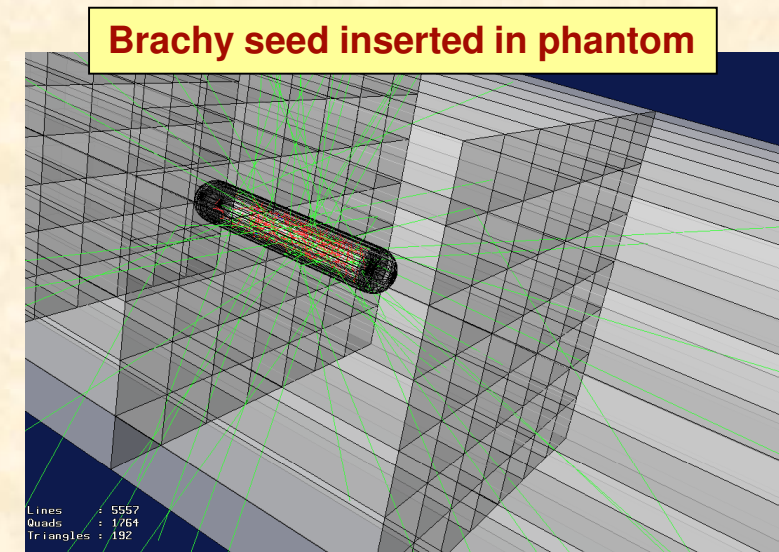 Brachy seed inserted in phantom
Lines : 5557
Quads : 1764
Triangles : 192